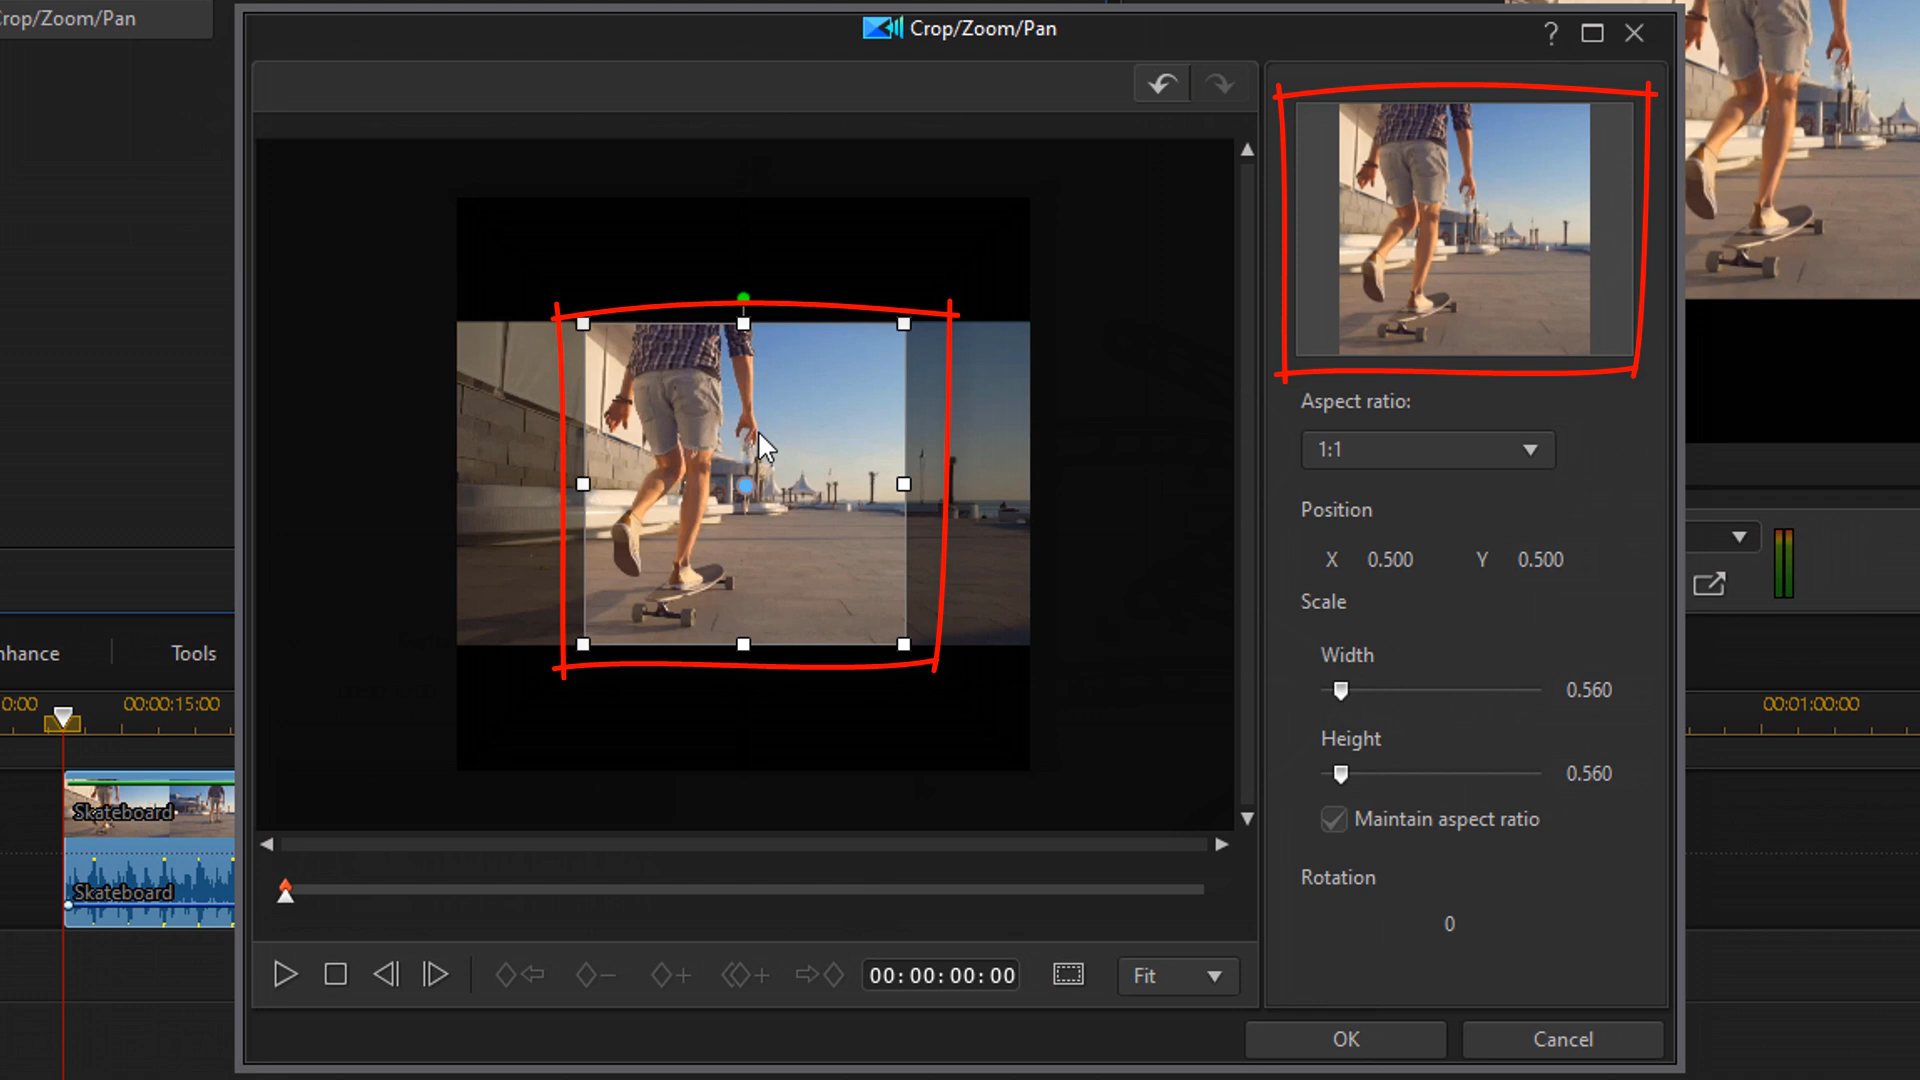 Crop/Zoom/Pan
Crop/Zoom/Pan
?
Aspect ratio:
1:1
Position
X 0.500 Y 0.500
Scale
Width
0.560
Height
0.560
Maintain aspect ratio
Rotation
0
nhance
Tools
0:00
00:00:15:00
00:01:00:00
Skateboard
Skateboard
00:00:00:00
Fit
OK
Cancel